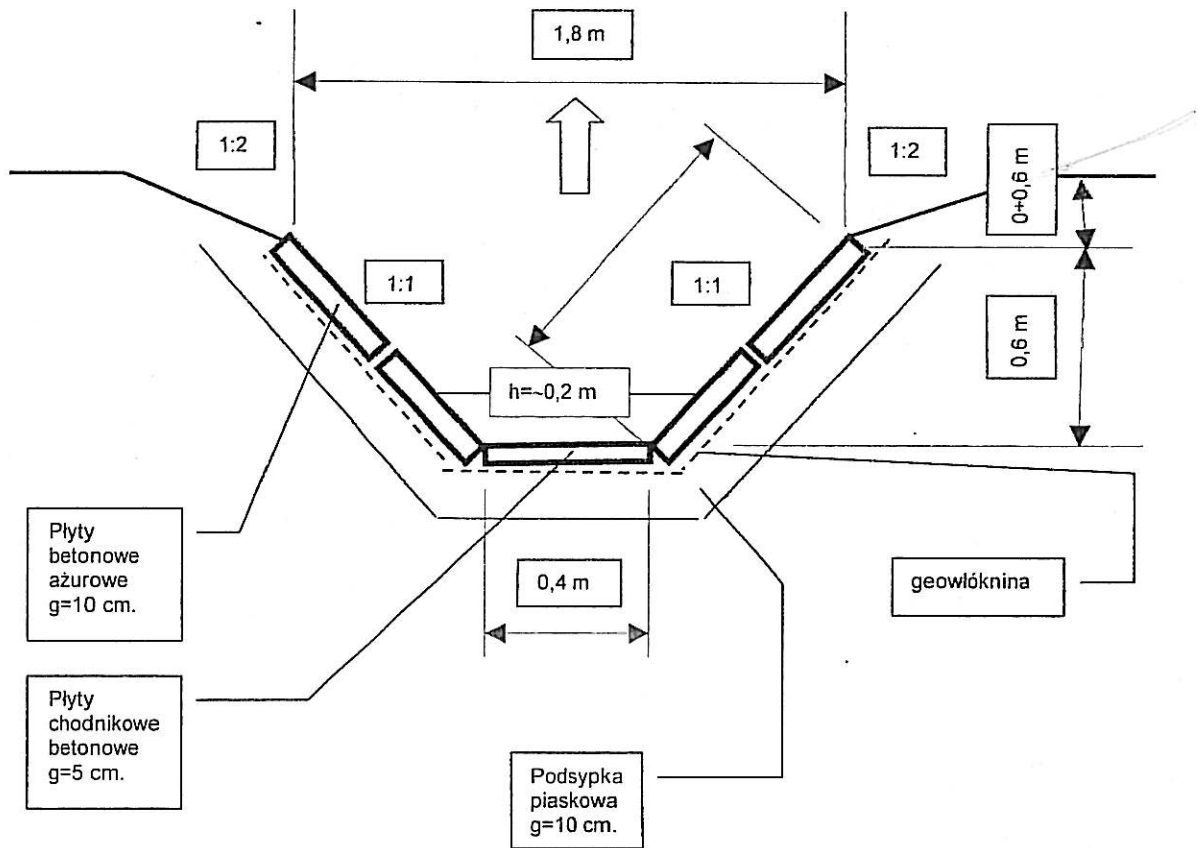 1,8 m
1:2
1:2
0÷0,6 m
1:1
1:1
0,6 m
h=~0,2 m
Płyty
betonowe
ażurowe
g=10 cm.
0,4 m
geowłóknina
Płyty
chodnikowe
betonowe
g=5 cm.
Podsypka
piaskowa
g=10 cm.